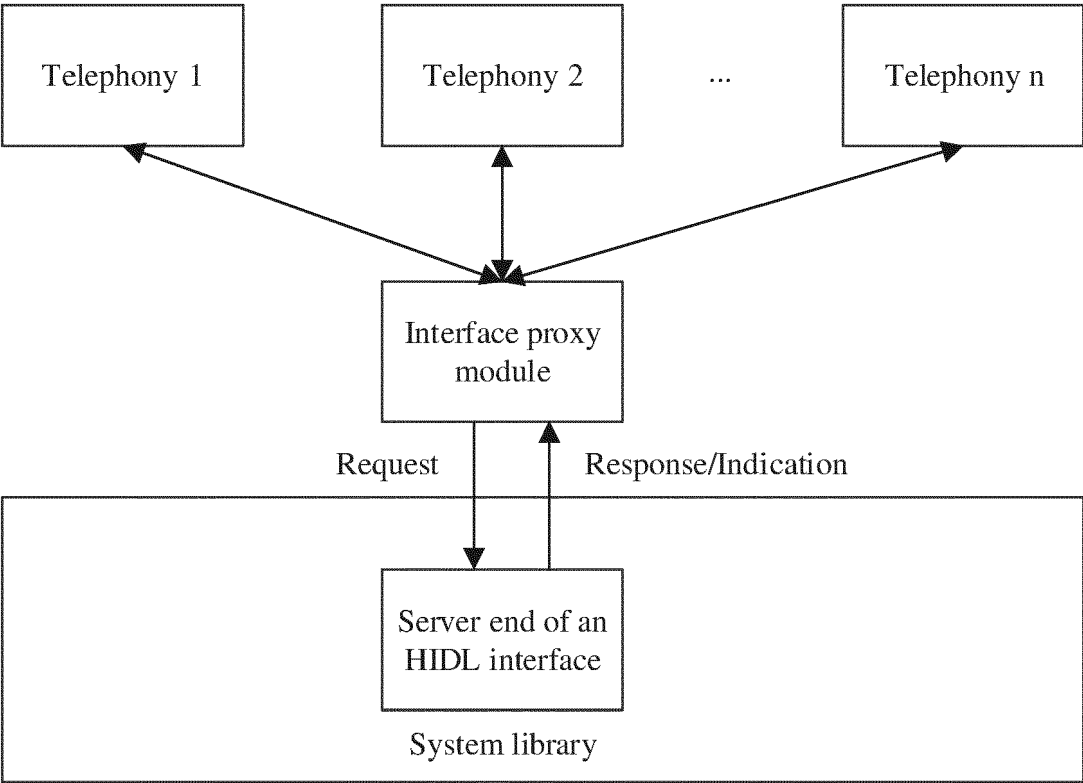 Telephony 1
Telephony 2
...
Telephony n
Interface proxy
module
Request
Response/Indication
Server end of an
HIDL interface
System library